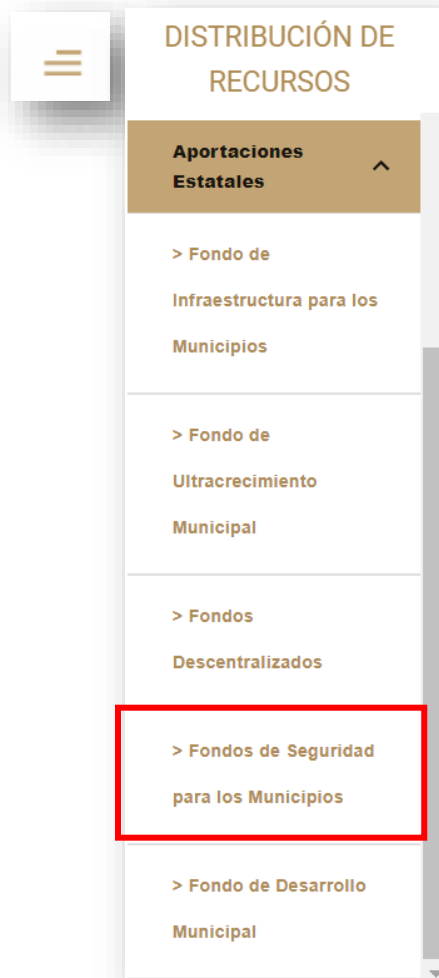 DISTRIBUCIÓN DE
RECURSOS
Aportaciones
Estatales
> Fondo de
Infraestructura para los
Municipios
> Fondo de
Ultracrecimiento
Municipal
> Fondos
Descentralizados
> Fondos de Seguridad
para los Municipios
> Fondo de Desarrollo
Municipal